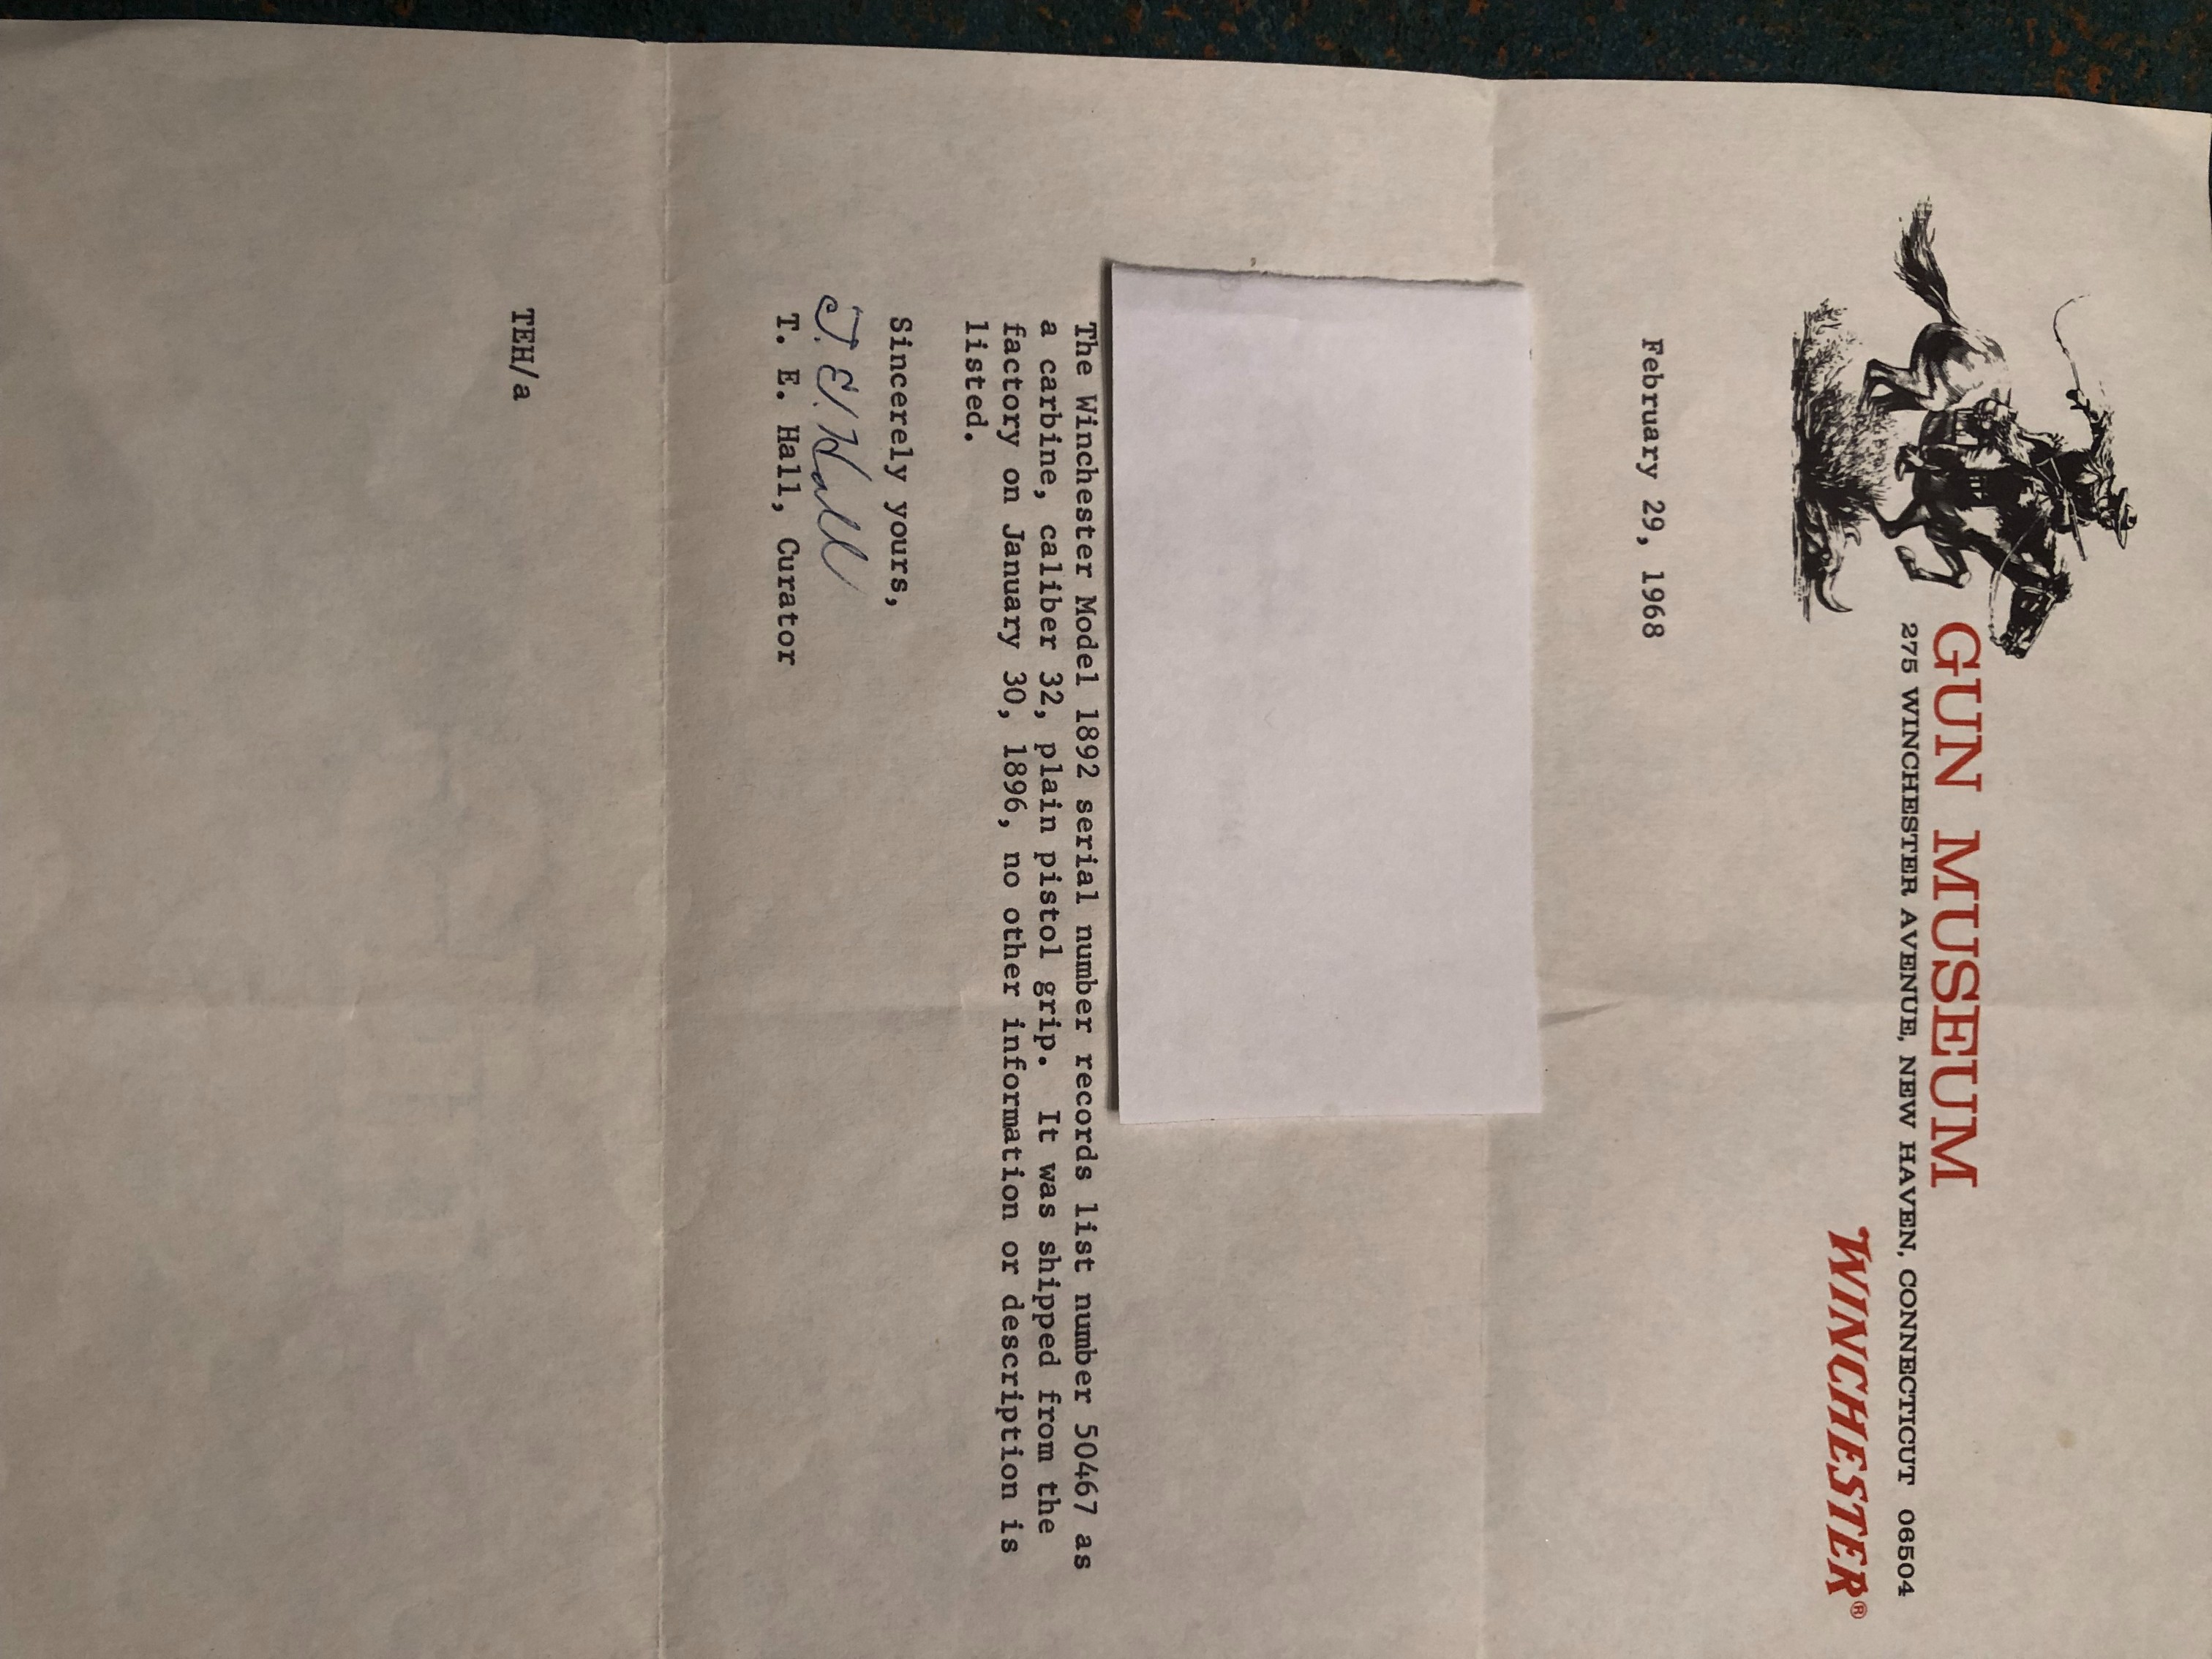 GUN MUSEUM
275 WINCHESTER AVENUE, NEW HAVEN, CONNECTICUT 06504
WINCHESTER®
February 29, 1968
The Winchester Model 1892 serial number records list number 50467 as
a carbine, caliber 32, plain pistol grip. It was shipped from the
factory on January 30, 1896, no other information or description is
listed.
Sincerely yours,
T. E. Hall
T. E. Hall, Curator
TEH/a